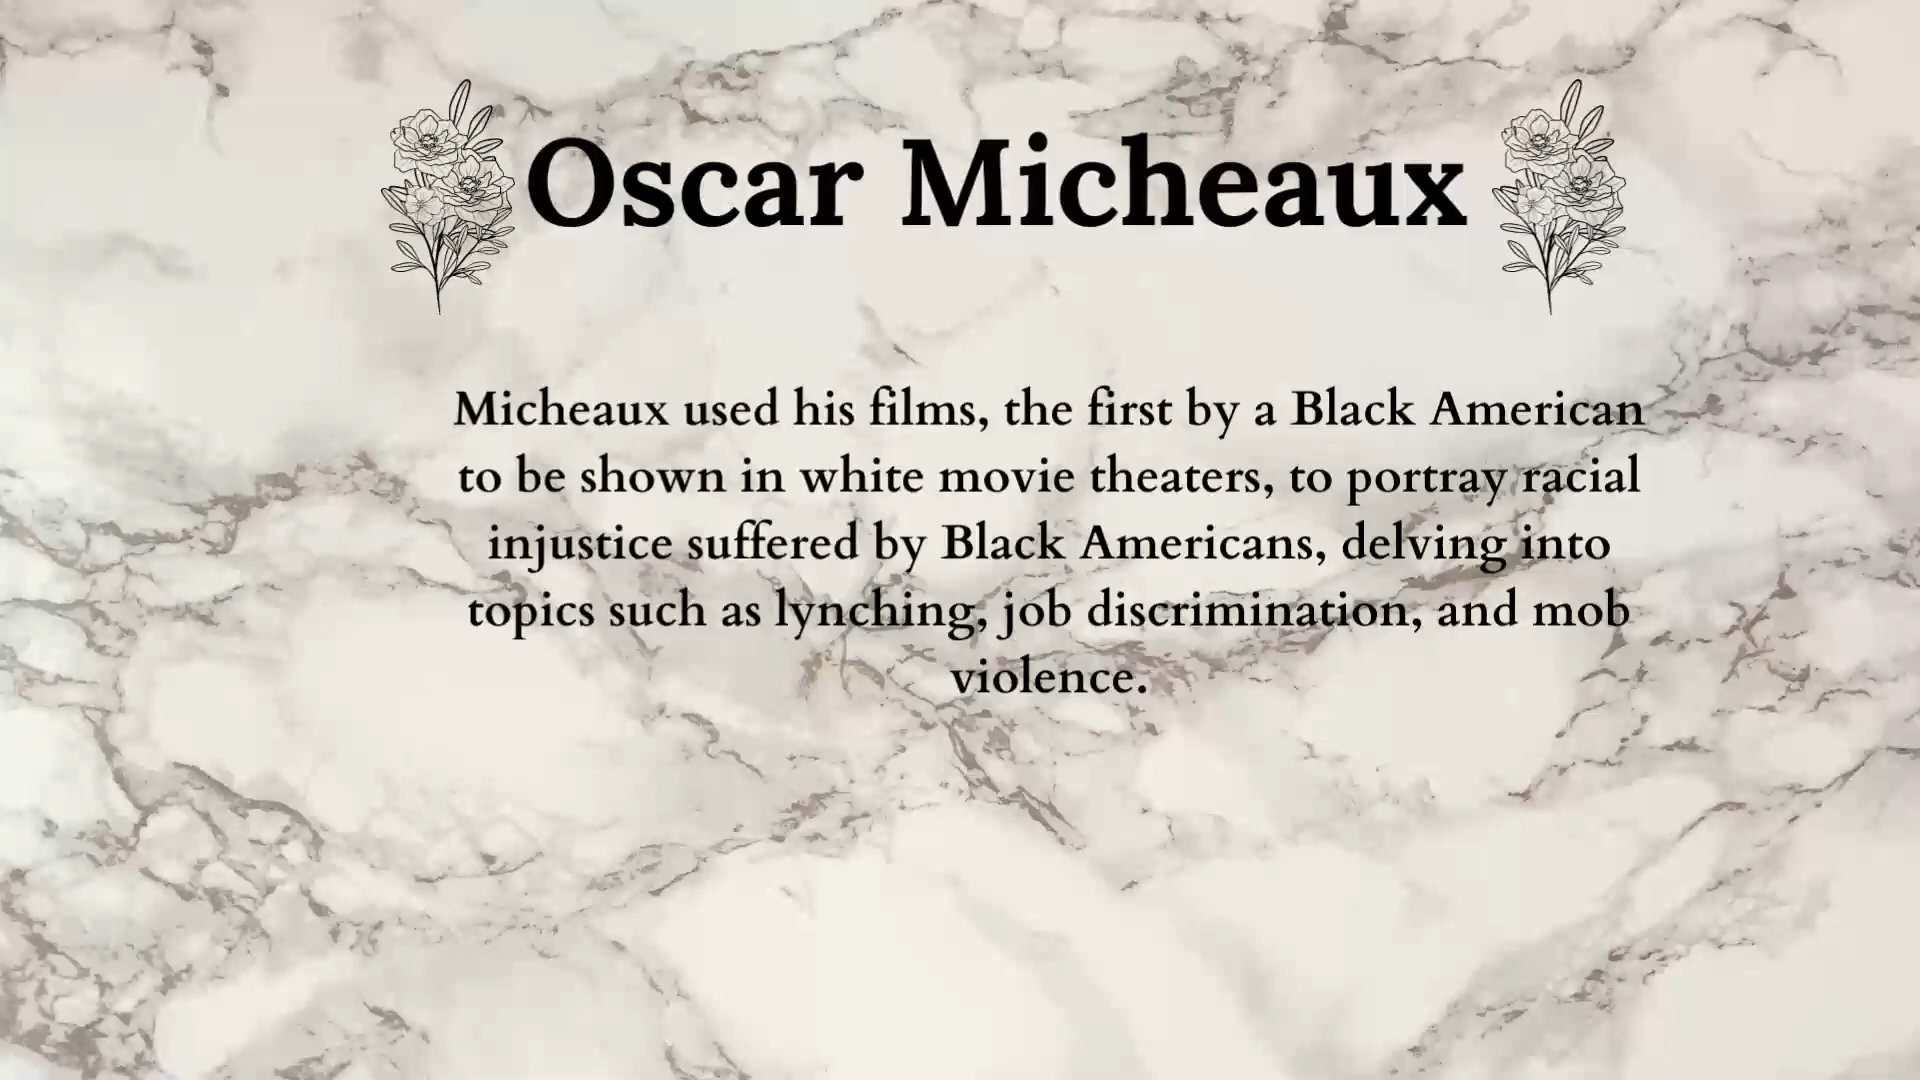 Oscar Micheaux
Micheaux used his films, the first by a Black American
to be shown in white movie theaters, to portray racial
injustice suffered by Black Americans, delving into
topics such as lynching, job discrimination, and mob
violence.